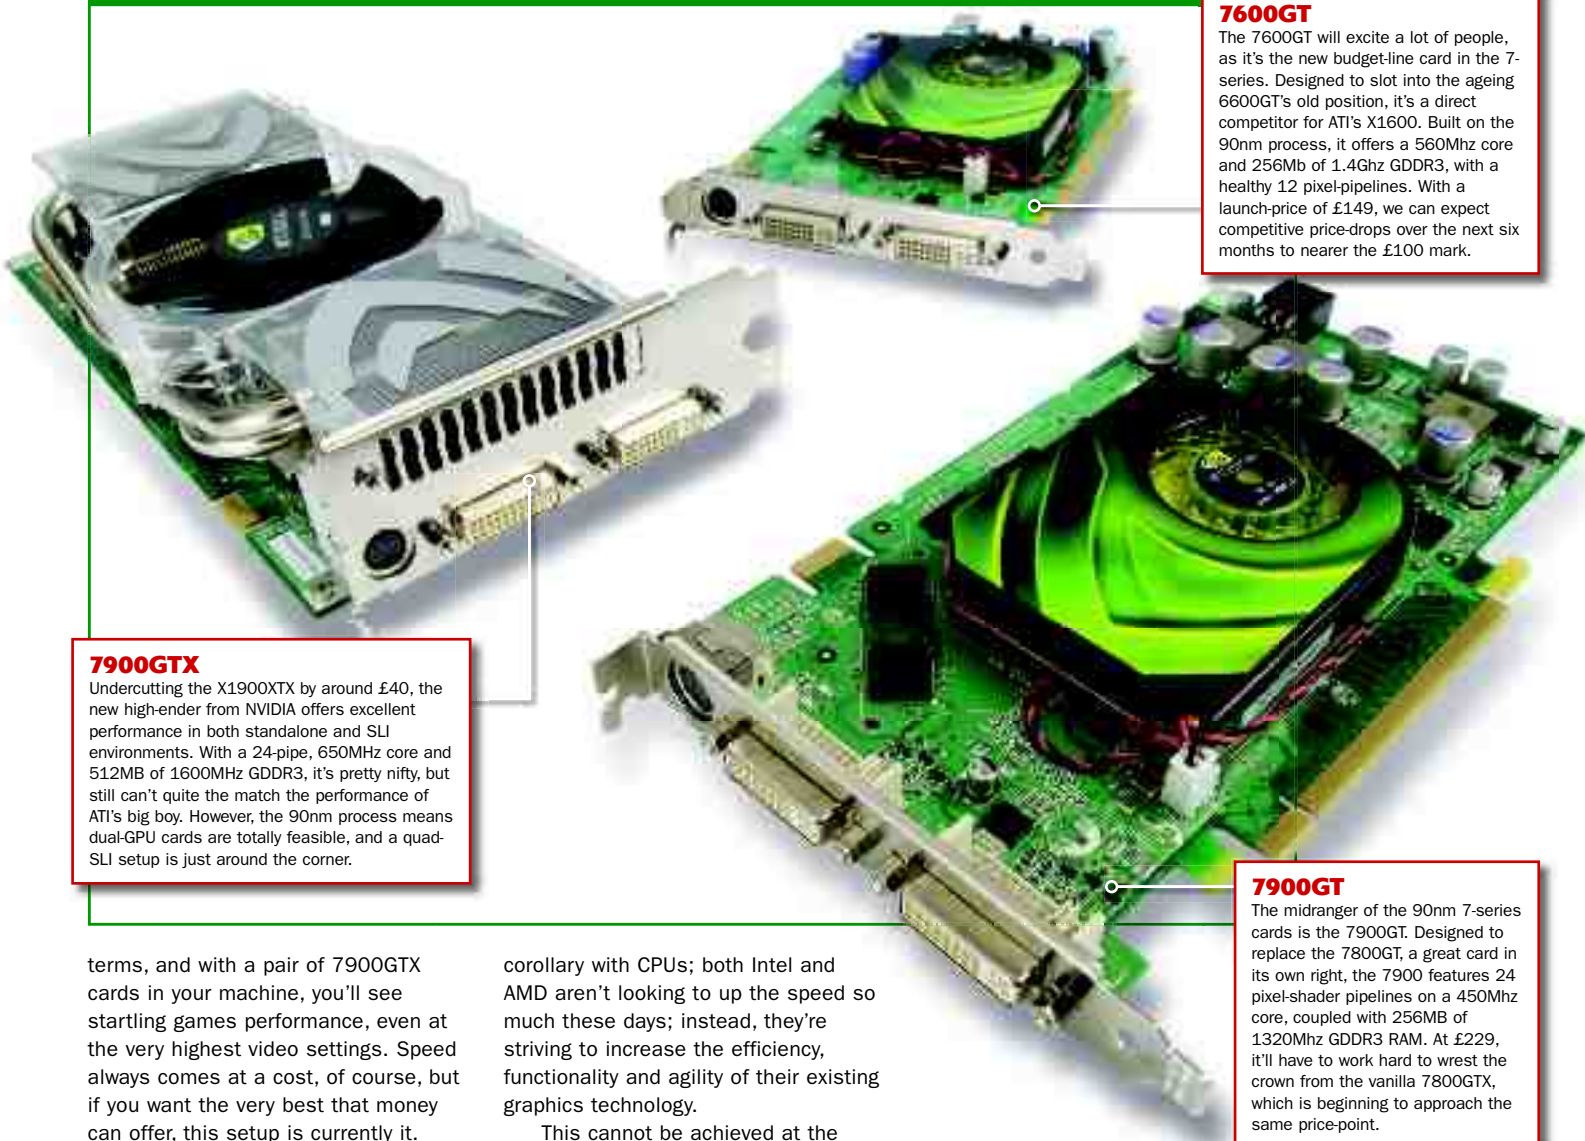 7600GT
The 7600GT will excite a lot of people,
as it's the new budget-line card in the 7-
series. Designed to slot into the ageing
6600GT's old position, it's a direct
competitor for ATI's X1600. Built on the
90nm process, it offers a 560Mhz core
and 256Mb of 1.4Ghz GDDR3, with a
healthy 12 pixel-pipelines. With a
launch-price of £149, we can expect
competitive price-drops over the next six
months to nearer the £100 mark.
7900GTX
Undercutting the X1900XTX by around £40, the
new high-ender from NVIDIA offers excellent
performance in both standalone and SLI
environments. With a 24-pipe, 650MHz core and
512MB of 1600MHz GDDR3, it's pretty nifty, but
still can't quite the match the performance of
ATI's big boy. However, the 90nm process means
dual-GPU cards are totally feasible, and a quad-
SLI setup is just around the corner.
7900GT
The midranger of the 90nm 7-series
cards is the 7900GT. Designed to
replace the 7800GT, a great card in
its own right, the 7900 features 24
pixel-shader pipelines on a 450Mhz
core, coupled with 256MB of
1320Mhz GDDR3 RAM. At £229,
it'll have to work hard to wrest the
crown from the vanilla 7800GTX,
which is beginning to approach the
same price-point.
terms, and with a pair of 7900GTX
cards in your machine, you'll see
startling games performance, even at
the very highest video settings. Speed
always comes at a cost, of course, but
if you want the very best that money
can offer, this setup is currently it.
corollary with CPUs; both Intel and
AMD aren't looking to up the speed so
much these days; instead, they're
striving to increase the efficiency,
functionality and agility of their existing
graphics technology.
This cannot be achieved at the